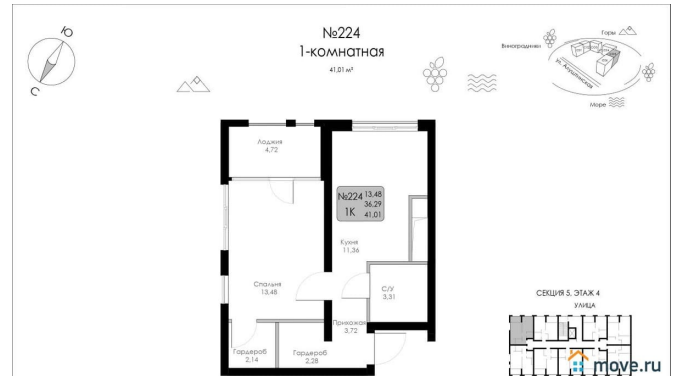 №224
1-комнатная
41,01 м²
Ю
С
Горы
Виноградники
ул. Алуштинская
Море
Лоджия
4,72
№224 13.48
36.29
1К 41.01
Кухня
11,36
Спальня
13,48
С/У
3,31
Прихожая
3,72
Гардероб
2,14
Гардероб
2,28
СЕКЦИЯ 5, ЭТАЖ 4
УЛИЦА
move.ru